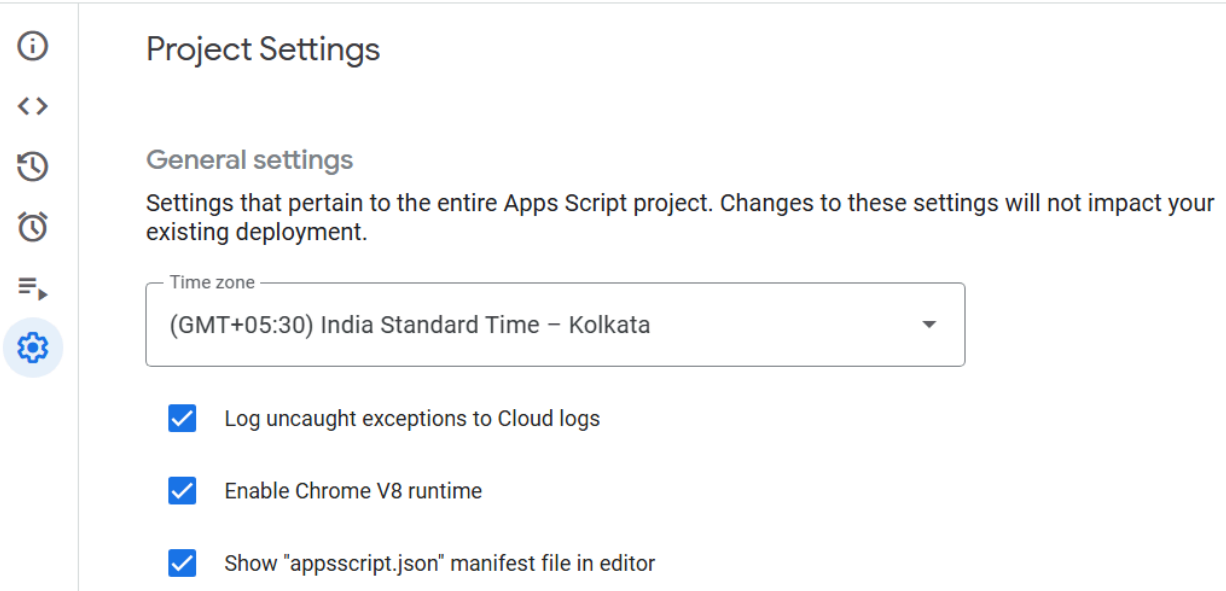 Project Settings
General settings
Settings that pertain to the entire Apps Script project. Changes to these settings will not impact your
existing deployment.
Time zone
(GMT+05:30) India Standard Time – Kolkata
Log uncaught exceptions to Cloud logs
Enable Chrome V8 runtime
Show "appsscript.json" manifest file in editor